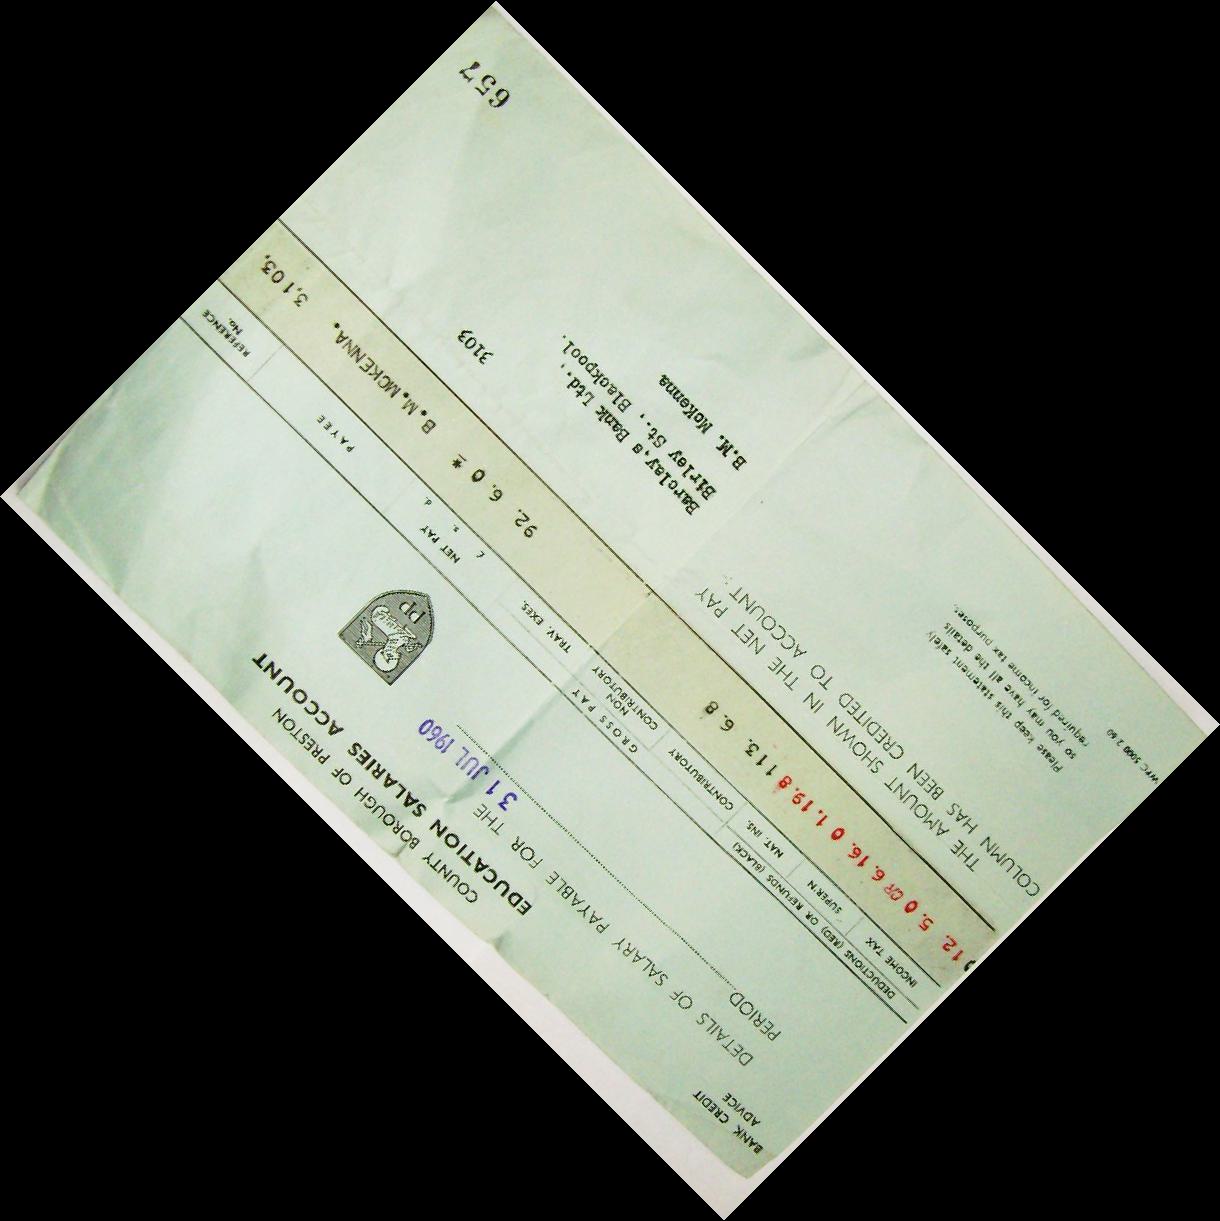 BANK CREDIT
ADVICE
COUNTY BOROUGH OF PRESTON
EDUCATION SALARIES ACCOUNT
DETAILS OF SALARY PAYABLE FOR THE
PERIOD
31 JUL 1960
PP
DEDUCTIONS (RED) OR REFUNDS (BLACK)
GROSS PAY
INCOME TAX
SUPER'N
NAT. INS.
CONTRIBUTORY
NON
CONTRIBUTORY
TRAV. EXES.
NET PAY
£ s. d.
PAYEE
REFERENCE
No.
12. 5.0 CR 6.16.0 1.19.8 113. 6.8 92. 6.0 * B.M.MCKENNA. 3,103,
3,
THE AMOUNT SHOWN IN THE NET PAY
COLUMN HAS BEEN CREDITED TO ACCOUNT:
Barclay,s Bank Ltd.,
Birley St., Blackpool.
B.M. McKenna
3103
Please keep this statement safely
so you may have all the details
required for income tax purposes.
657